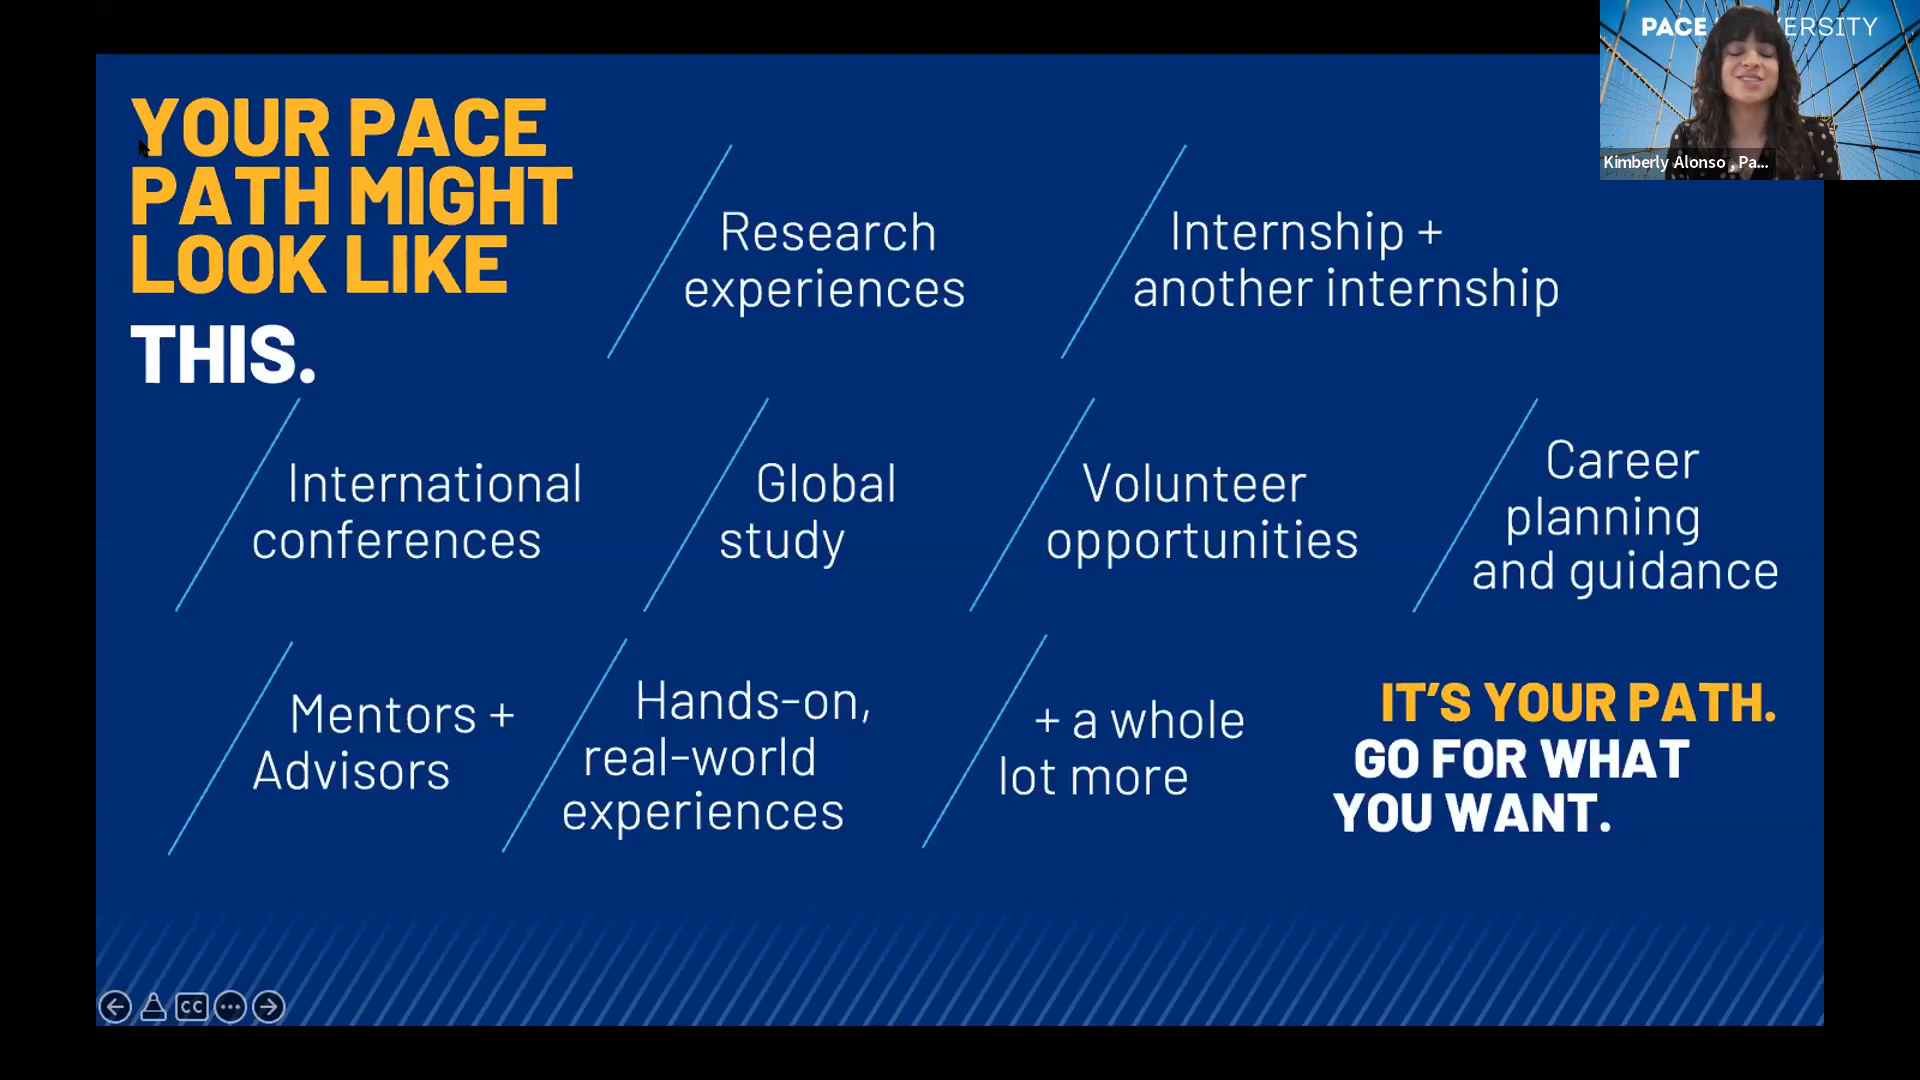 YOUR PACE
PATH MIGHT
LOOK LIKE
THIS.
Research
experiences
Internship +
another internship
International
conferences
Global
study
Volunteer
opportunities
Career
planning
and guidance
Mentors +
Advisors
Hands-on,
real-world
experiences
+ a whole
lot more
IT’S YOUR PATH.
GO FOR WHAT
YOU WANT.
PACE ERSITY
Kimberly Alonso , Pa...
CC